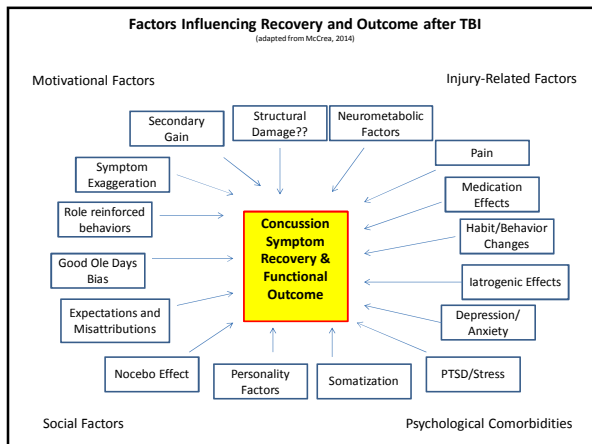 Factors Influencing Recovery and Outcome after TBI
(adapted from McCrea, 2014)
Motivational Factors
Injury-Related Factors
Secondary
Gain
Structural
Damage??
Neurometabolic
Factors
Symptom
Exaggeration
Pain
Role reinforced
behaviors
Medication
Effects
Good Ole Days
Bias
Habit/Behavior
Changes
Expectations and
Misattributions
Iatrogenic Effects
Concussion
Symptom
Recovery &
Functional
Outcome
Depression/
Anxiety
Nocebo Effect
Personality
Factors
Somatization
PTSD/Stress
Social Factors
Psychological Comorbidities